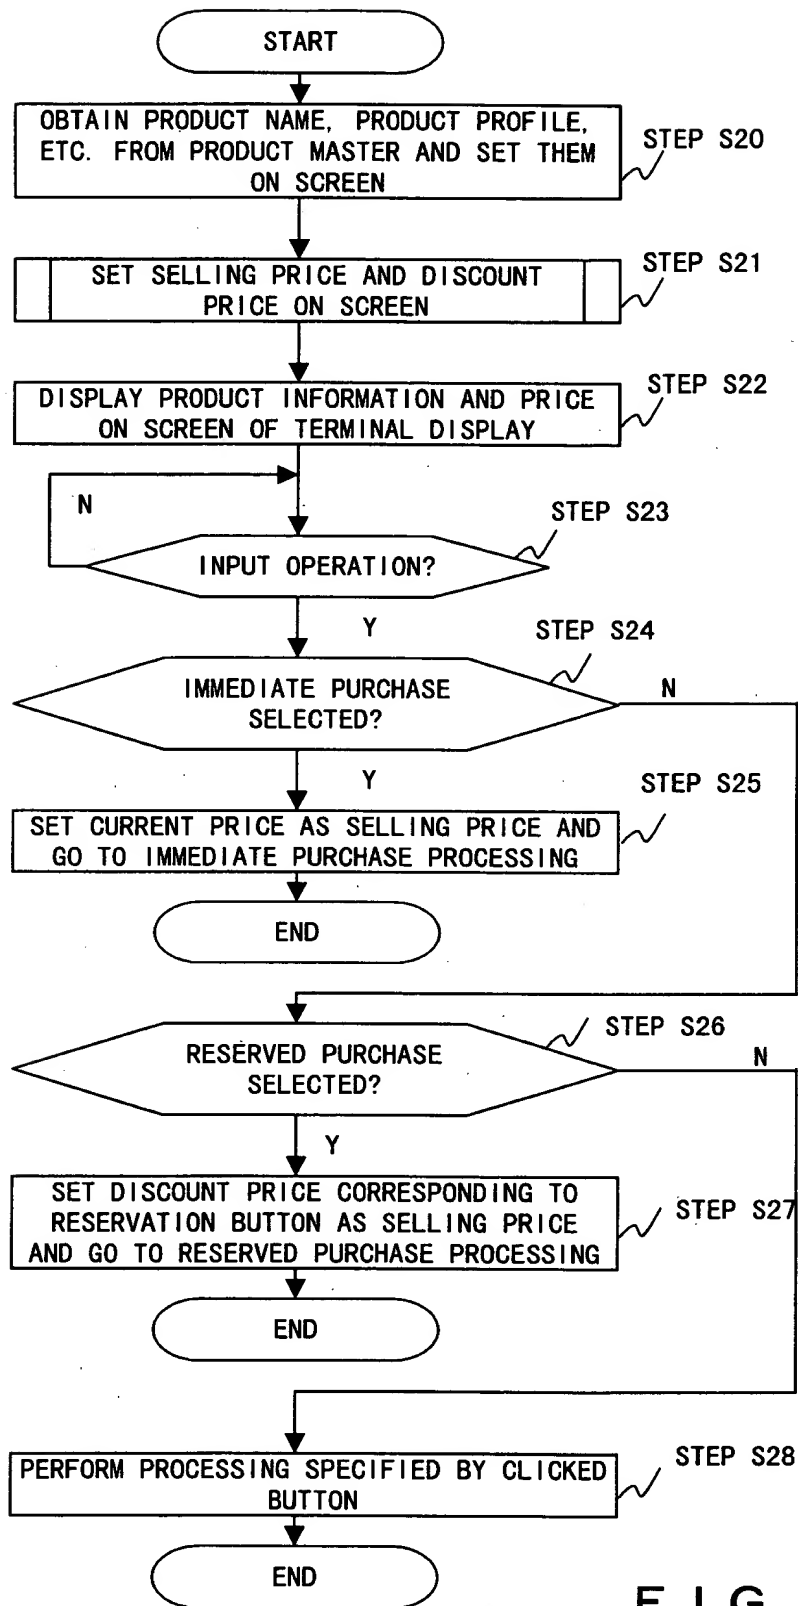 START
OBTAIN PRODUCT NAME, PRODUCT PROFILE,
ETC. FROM PRODUCT MASTER AND SET THEM
ON SCREEN
STEP S20
SET SELLING PRICE AND DISCOUNT
PRICE ON SCREEN
STEP S21
DISPLAY PRODUCT INFORMATION AND PRICE
ON SCREEN OF TERMINAL DISPLAY
STEP S22
N
STEP S23
INPUT OPERATION?
Y
STEP S24
IMMEDIATE PURCHASE
SELECTED?
N
Y
STEP S25
SET CURRENT PRICE AS SELLING PRICE AND
GO TO IMMEDIATE PURCHASE PROCESSING
END
STEP S26
RESERVED PURCHASE
SELECTED?
N
Y
SET DISCOUNT PRICE CORRESPONDING TO
RESERVATION BUTTON AS SELLING PRICE
AND GO TO RESERVED PURCHASE PROCESSING
STEP S27
END
STEP S28
PERFORM PROCESSING SPECIFIED BY CLICKED
BUTTON
END
FIG